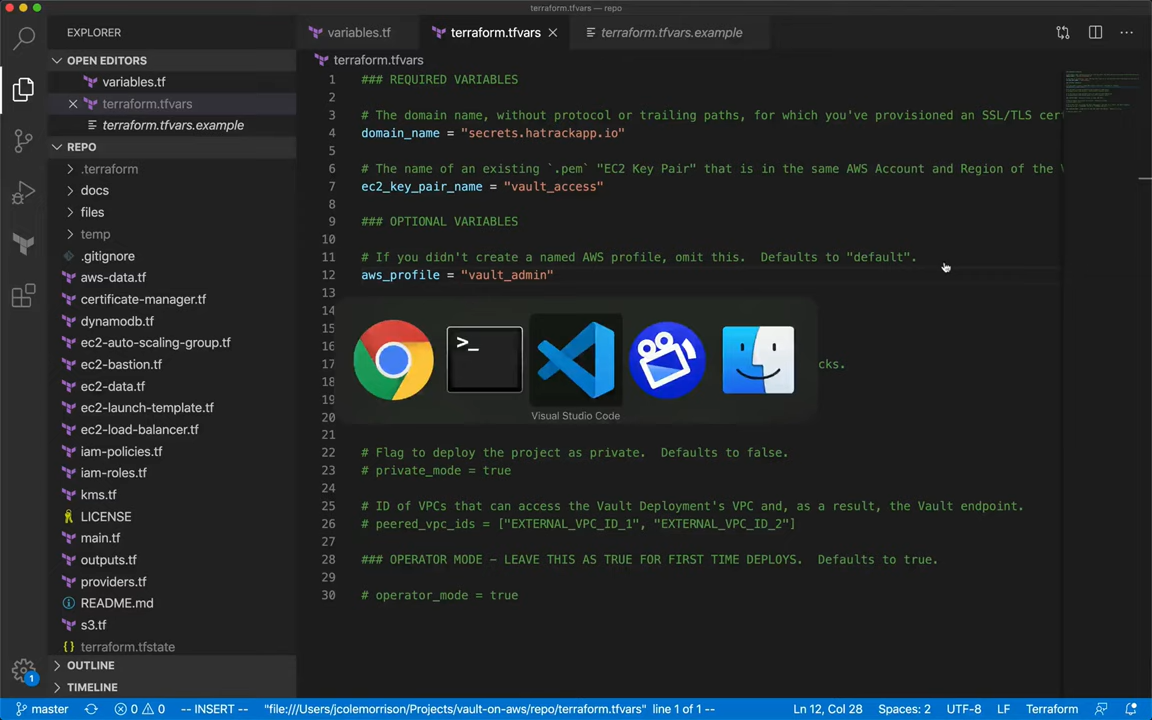 terraform.tfvars — repo
EXPLORER
OPEN EDITORS
variables.tf
terraform.tfvars
terraform.tfvars.example
REPO
.terraform
docs
files
temp
.gitignore
aws-data.tf
certificate-manager.tf
dynamodb.tf
ec2-auto-scaling-group.tf
ec2-bastion.tf
ec2-data.tf
ec2-launch-template.tf
ec2-load-balancer.tf
iam-policies.tf
iam-roles.tf
kms.tf
LICENSE
main.tf
outputs.tf
providers.tf
README.md
s3.tf
terraform.tfstate
OUTLINE
TIMELINE
variables.tf
terraform.tfvars
terraform.tfvars.example
terraform.tfvars
1 ### REQUIRED VARIABLES
2
3 # The domain name, without protocol or trailing paths, for which you've provisioned an SSL/TLS cer
4 domain_name = "secrets.hatrackapp.io"
5
6 # The name of an existing `.pem` "EC2 Key Pair" that is in the same AWS Account and Region of the
7 ec2_key_pair_name = "vault_access"
8
9 ### OPTIONAL VARIABLES
10
11 # If you didn't create a named AWS profile, omit this.  Defaults to "default".
12 aws_profile = "vault_admin"
13
14
15
16
17 cks.
18
19
20
21
22 # Flag to deploy the project as private.  Defaults to false.
23 # private_mode = true
24
25 # ID of VPCs that can access the Vault Deployment's VPC and, as a result, the Vault endpoint.
26 # peered_vpc_ids = ["EXTERNAL_VPC_ID_1", "EXTERNAL_VPC_ID_2"]
27
28 ### OPERATOR MODE – LEAVE THIS AS TRUE FOR FIRST TIME DEPLOYS.  Defaults to true.
29
30 # operator_mode = true
>_
Visual Studio Code
1
master 0 0 -- INSERT -- "file:///Users/jcolemorrison/Projects/vault-on-aws/repo/terraform.tfvars" line 1 of 1 -- Ln 12, Col 28 Spaces: 2 UTF-8 LF Terraform